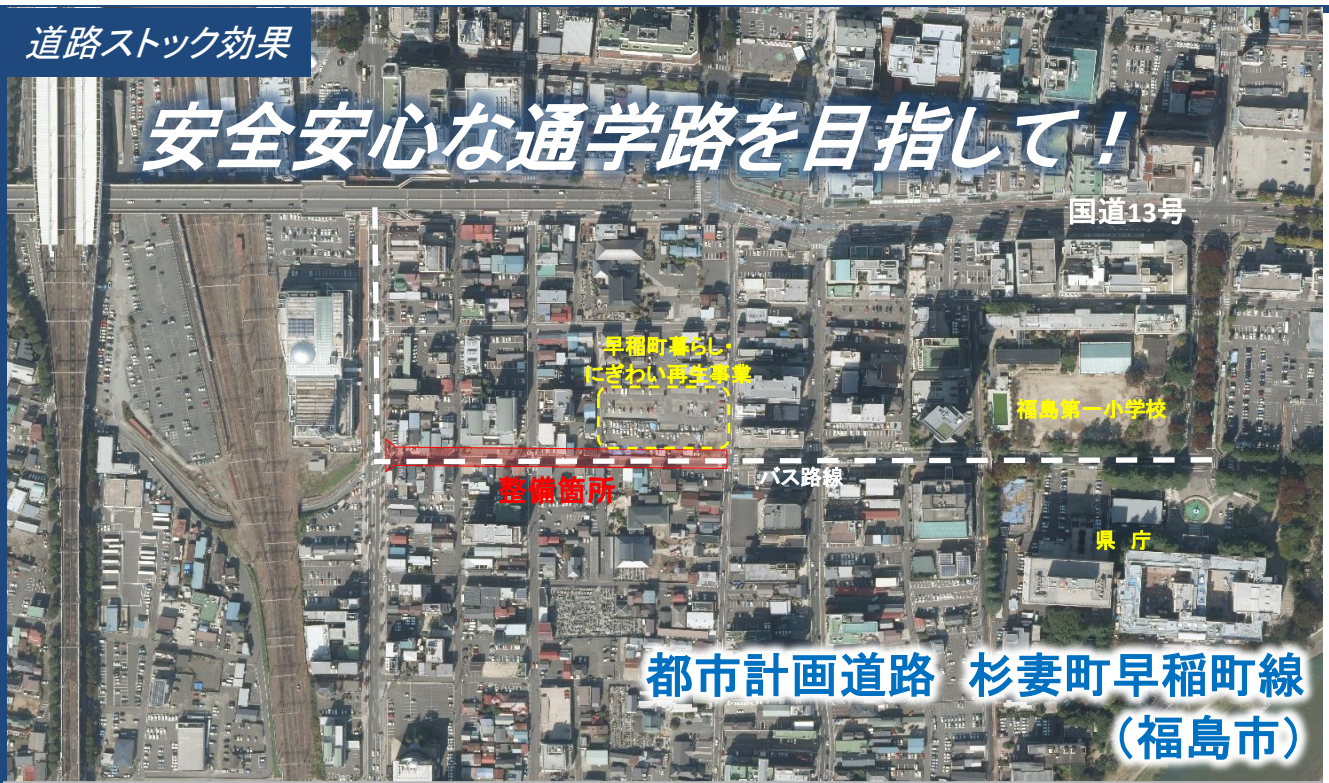 道路ストック効果
安全安心な通学路を目指して！
国道13号
早稲町暮らし・
にぎわい再生事業
福島第一小学校
バス路線
整備箇所
県 庁
都市計画道路　杉妻町早稲町線
（福島市）